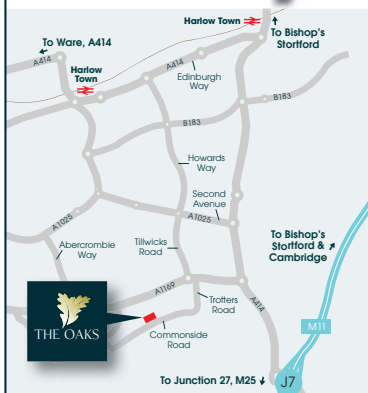 Harlow Town
To Bishop's
Stortford
To Ware, A414
A414
Harlow
Town
A414
Edinburgh
Way
B183
B183
Howards
Way
Second
Avenue
A1025
A1025
Abercrombie
Way
Tillwicks
Road
To Bishop's
Stortford &
Cambridge
A1169
Trotters
Road
A414
THE OAKS
Commonside
Road
M11
To Junction 27, M25
J7